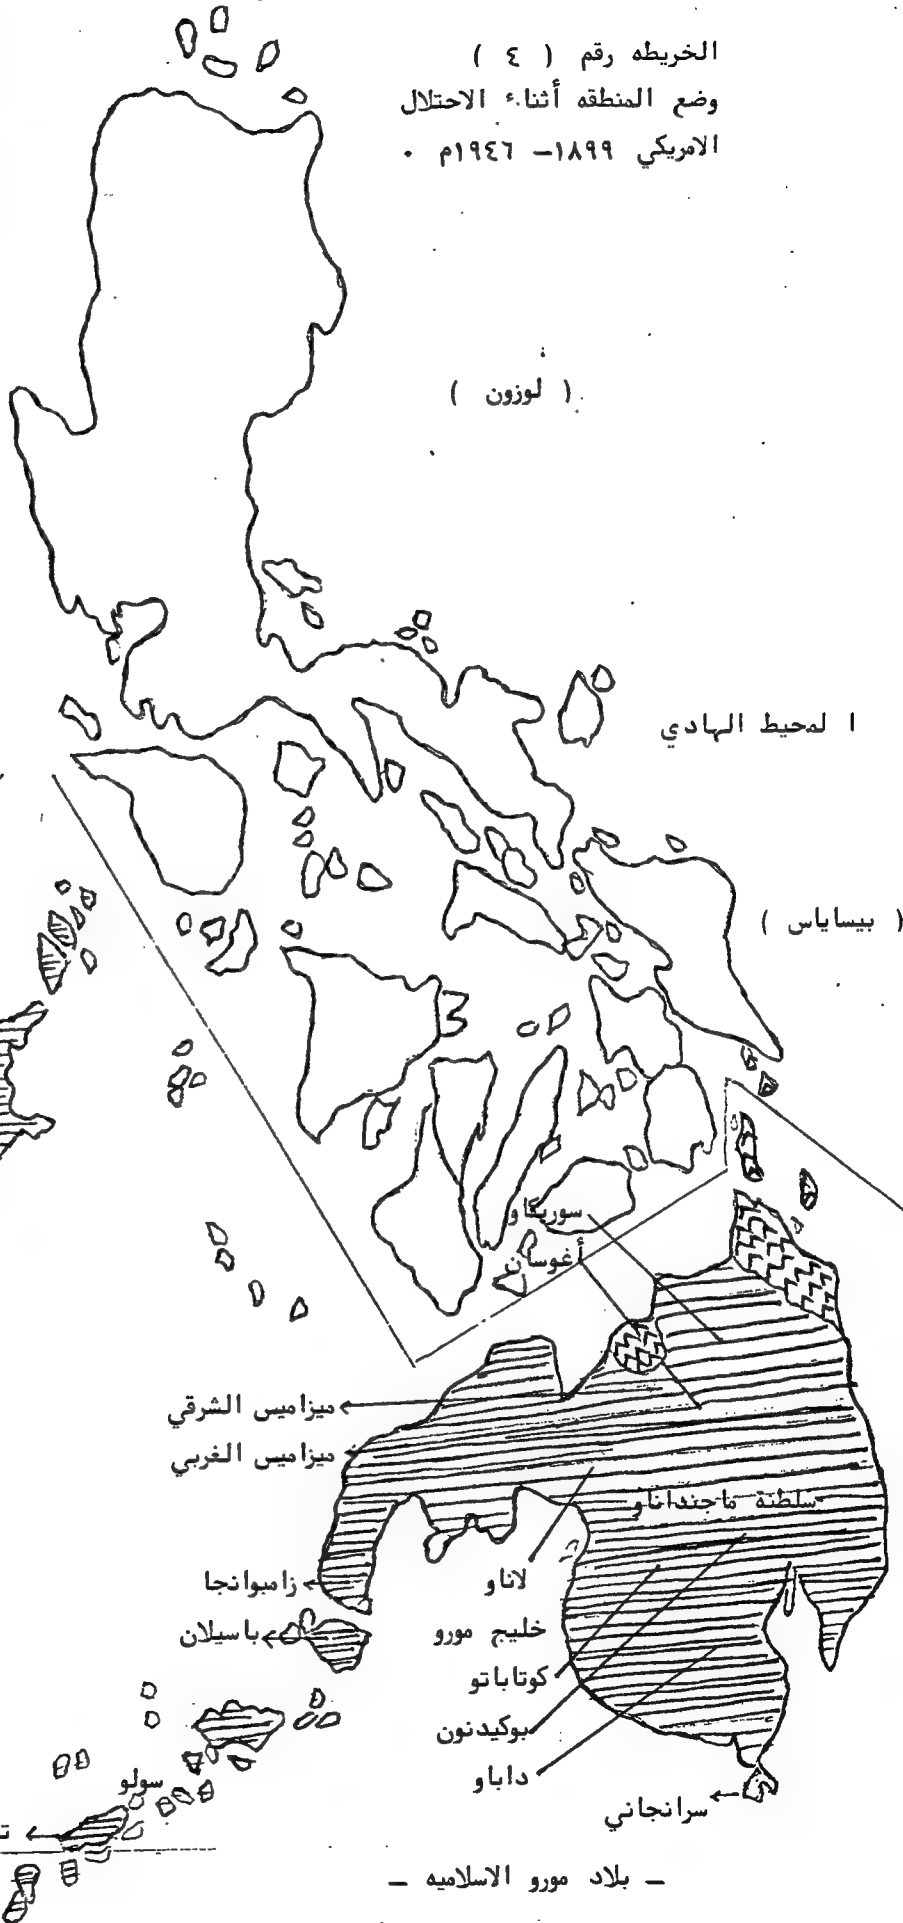 الخريطه رقم ( ٤ )
وضع المنطقه أثناء الاحتلال
الامريكي ١٨٩٩ – ١٩٤٦م .
( لوزون )
ا لمحيط الهادي
( بيساياس )
سوريكاو
أغوسان
ميزاميس الشرقي
ميزاميس الغربي
سلطنة ماجنداناو
زامبوانجا
لاناو
باسيلان
خليج مورو
كوتاباتو
بوكيدنون
داباو
سولو
سرانجاني
– بلاد مورو الاسلاميه –